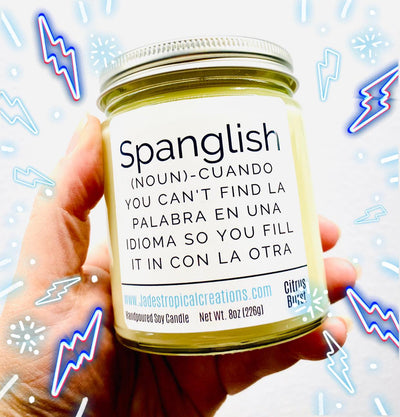 Spanglish
(NOUN)-CUANDO
YOU CAN'T FIND LA
PALABRA EN UNA
IDIOMA SO YOU FILL
IT IN CON LA OTRA
www.Jadestropicalcreations.com
Handpoured Soy Candle Net Wt. 8oz (226g)
Citrus
Burst